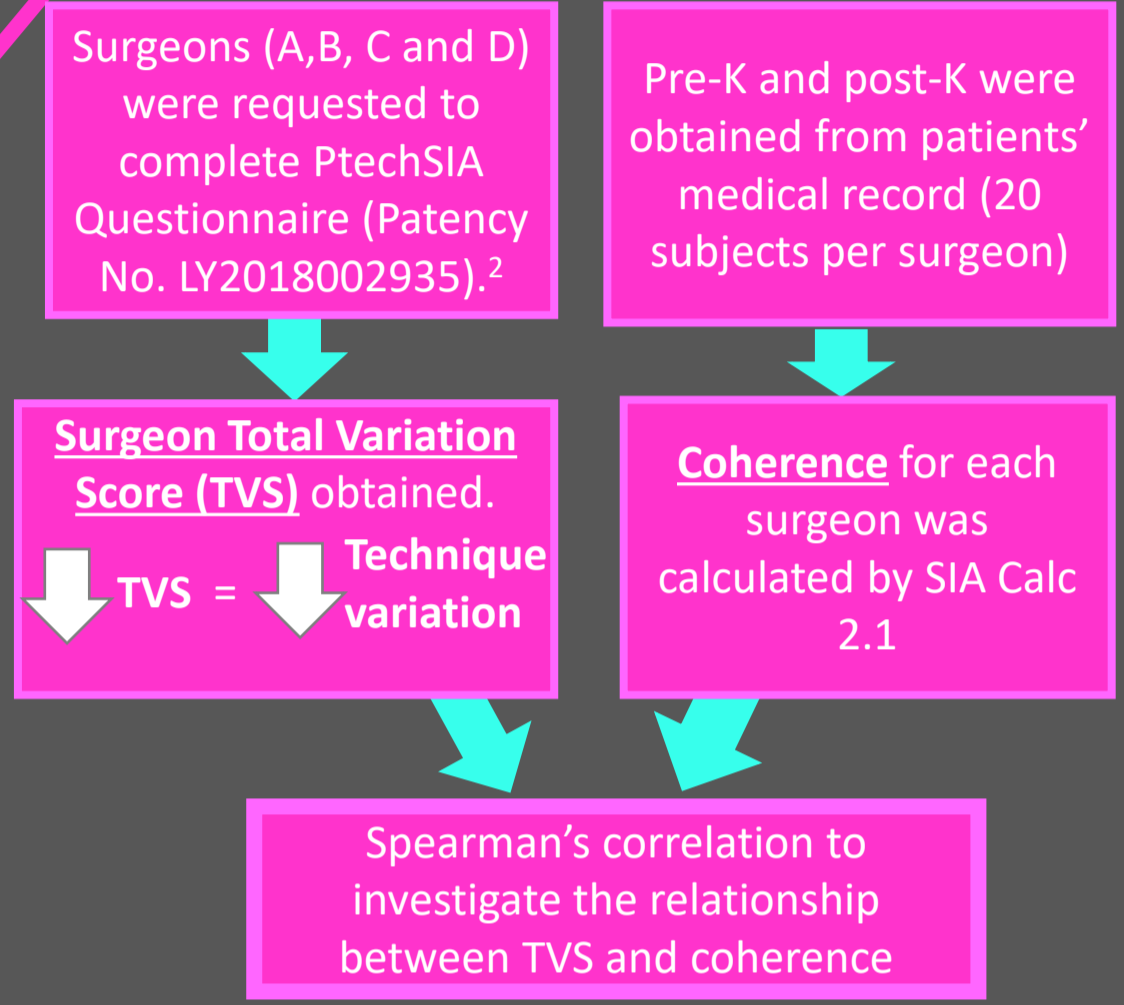 Surgeons (A,B, C and D)
were requested to
complete PtechSIA
Questionnaire (Patency
No. LY2018002935).²
Pre-K and post-K were
obtained from patients’
medical record (20
subjects per surgeon)
Surgeon Total Variation
Score (TVS) obtained.
TVS = Technique
variation
Coherence for each
surgeon was
calculated by SIA Calc
2.1
Spearman’s correlation to
investigate the relationship
between TVS and coherence